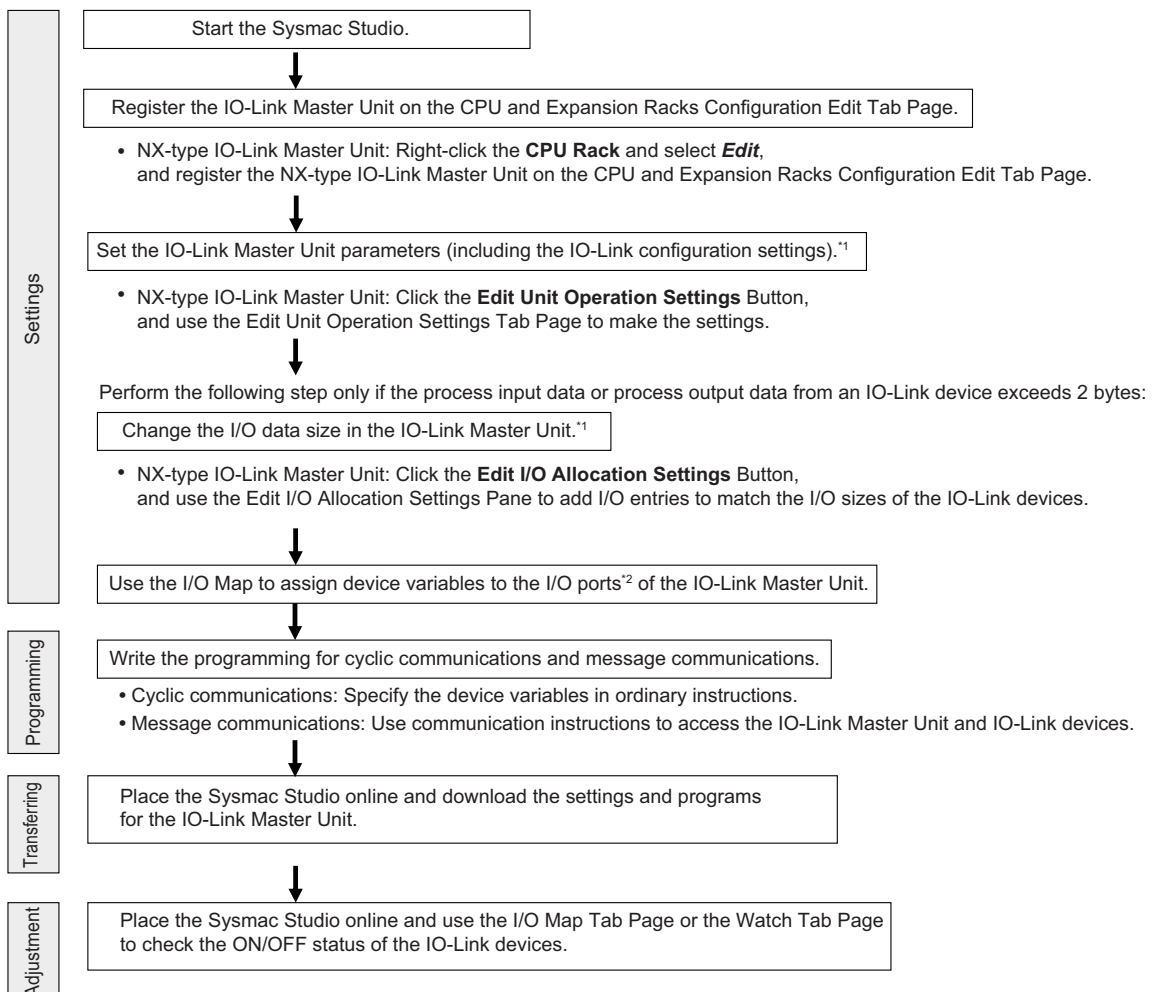 Settings
Start the Sysmac Studio.
Register the IO-Link Master Unit on the CPU and Expansion Racks Configuration Edit Tab Page.
• NX-type IO-Link Master Unit: Right-click the CPU Rack and select Edit,
and register the NX-type IO-Link Master Unit on the CPU and Expansion Racks Configuration Edit Tab Page.
Set the IO-Link Master Unit parameters (including the IO-Link configuration settings).*1
• NX-type IO-Link Master Unit: Click the Edit Unit Operation Settings Button,
and use the Edit Unit Operation Settings Tab Page to make the settings.
Perform the following step only if the process input data or process output data from an IO-Link device exceeds 2 bytes:
Change the I/O data size in the IO-Link Master Unit.*1
• NX-type IO-Link Master Unit: Click the Edit I/O Allocation Settings Button,
and use the Edit I/O Allocation Settings Pane to add I/O entries to match the I/O sizes of the IO-Link devices.
Use the I/O Map to assign device variables to the I/O ports*2 of the IO-Link Master Unit.
Programming
Write the programming for cyclic communications and message communications.
• Cyclic communications: Specify the device variables in ordinary instructions.
• Message communications: Use communication instructions to access the IO-Link Master Unit and IO-Link devices.
Transferring
Place the Sysmac Studio online and download the settings and programs
for the IO-Link Master Unit.
Adjustment
Place the Sysmac Studio online and use the I/O Map Tab Page or the Watch Tab Page
to check the ON/OFF status of the IO-Link devices.